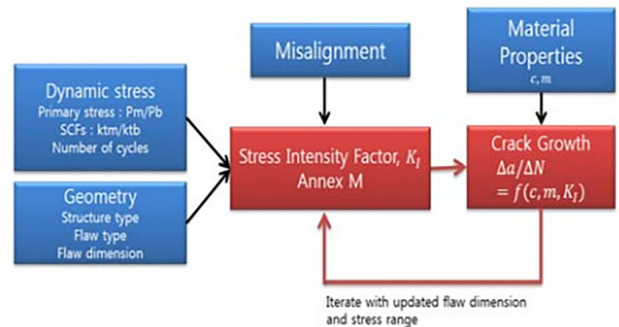 Dynamic stress
Primary stress : Pm/Pb
SCFs : ktm/ktb
Number of cycles
Geometry
Structure type
Flaw type
Flaw dimension
Misalignment
Stress Intensity Factor, K_I
Annex M
Material
Properties
c, m
Crack Growth
Δa/ΔN
= f(c, m, K_I)
Iterate with updated flaw dimension
and stress range